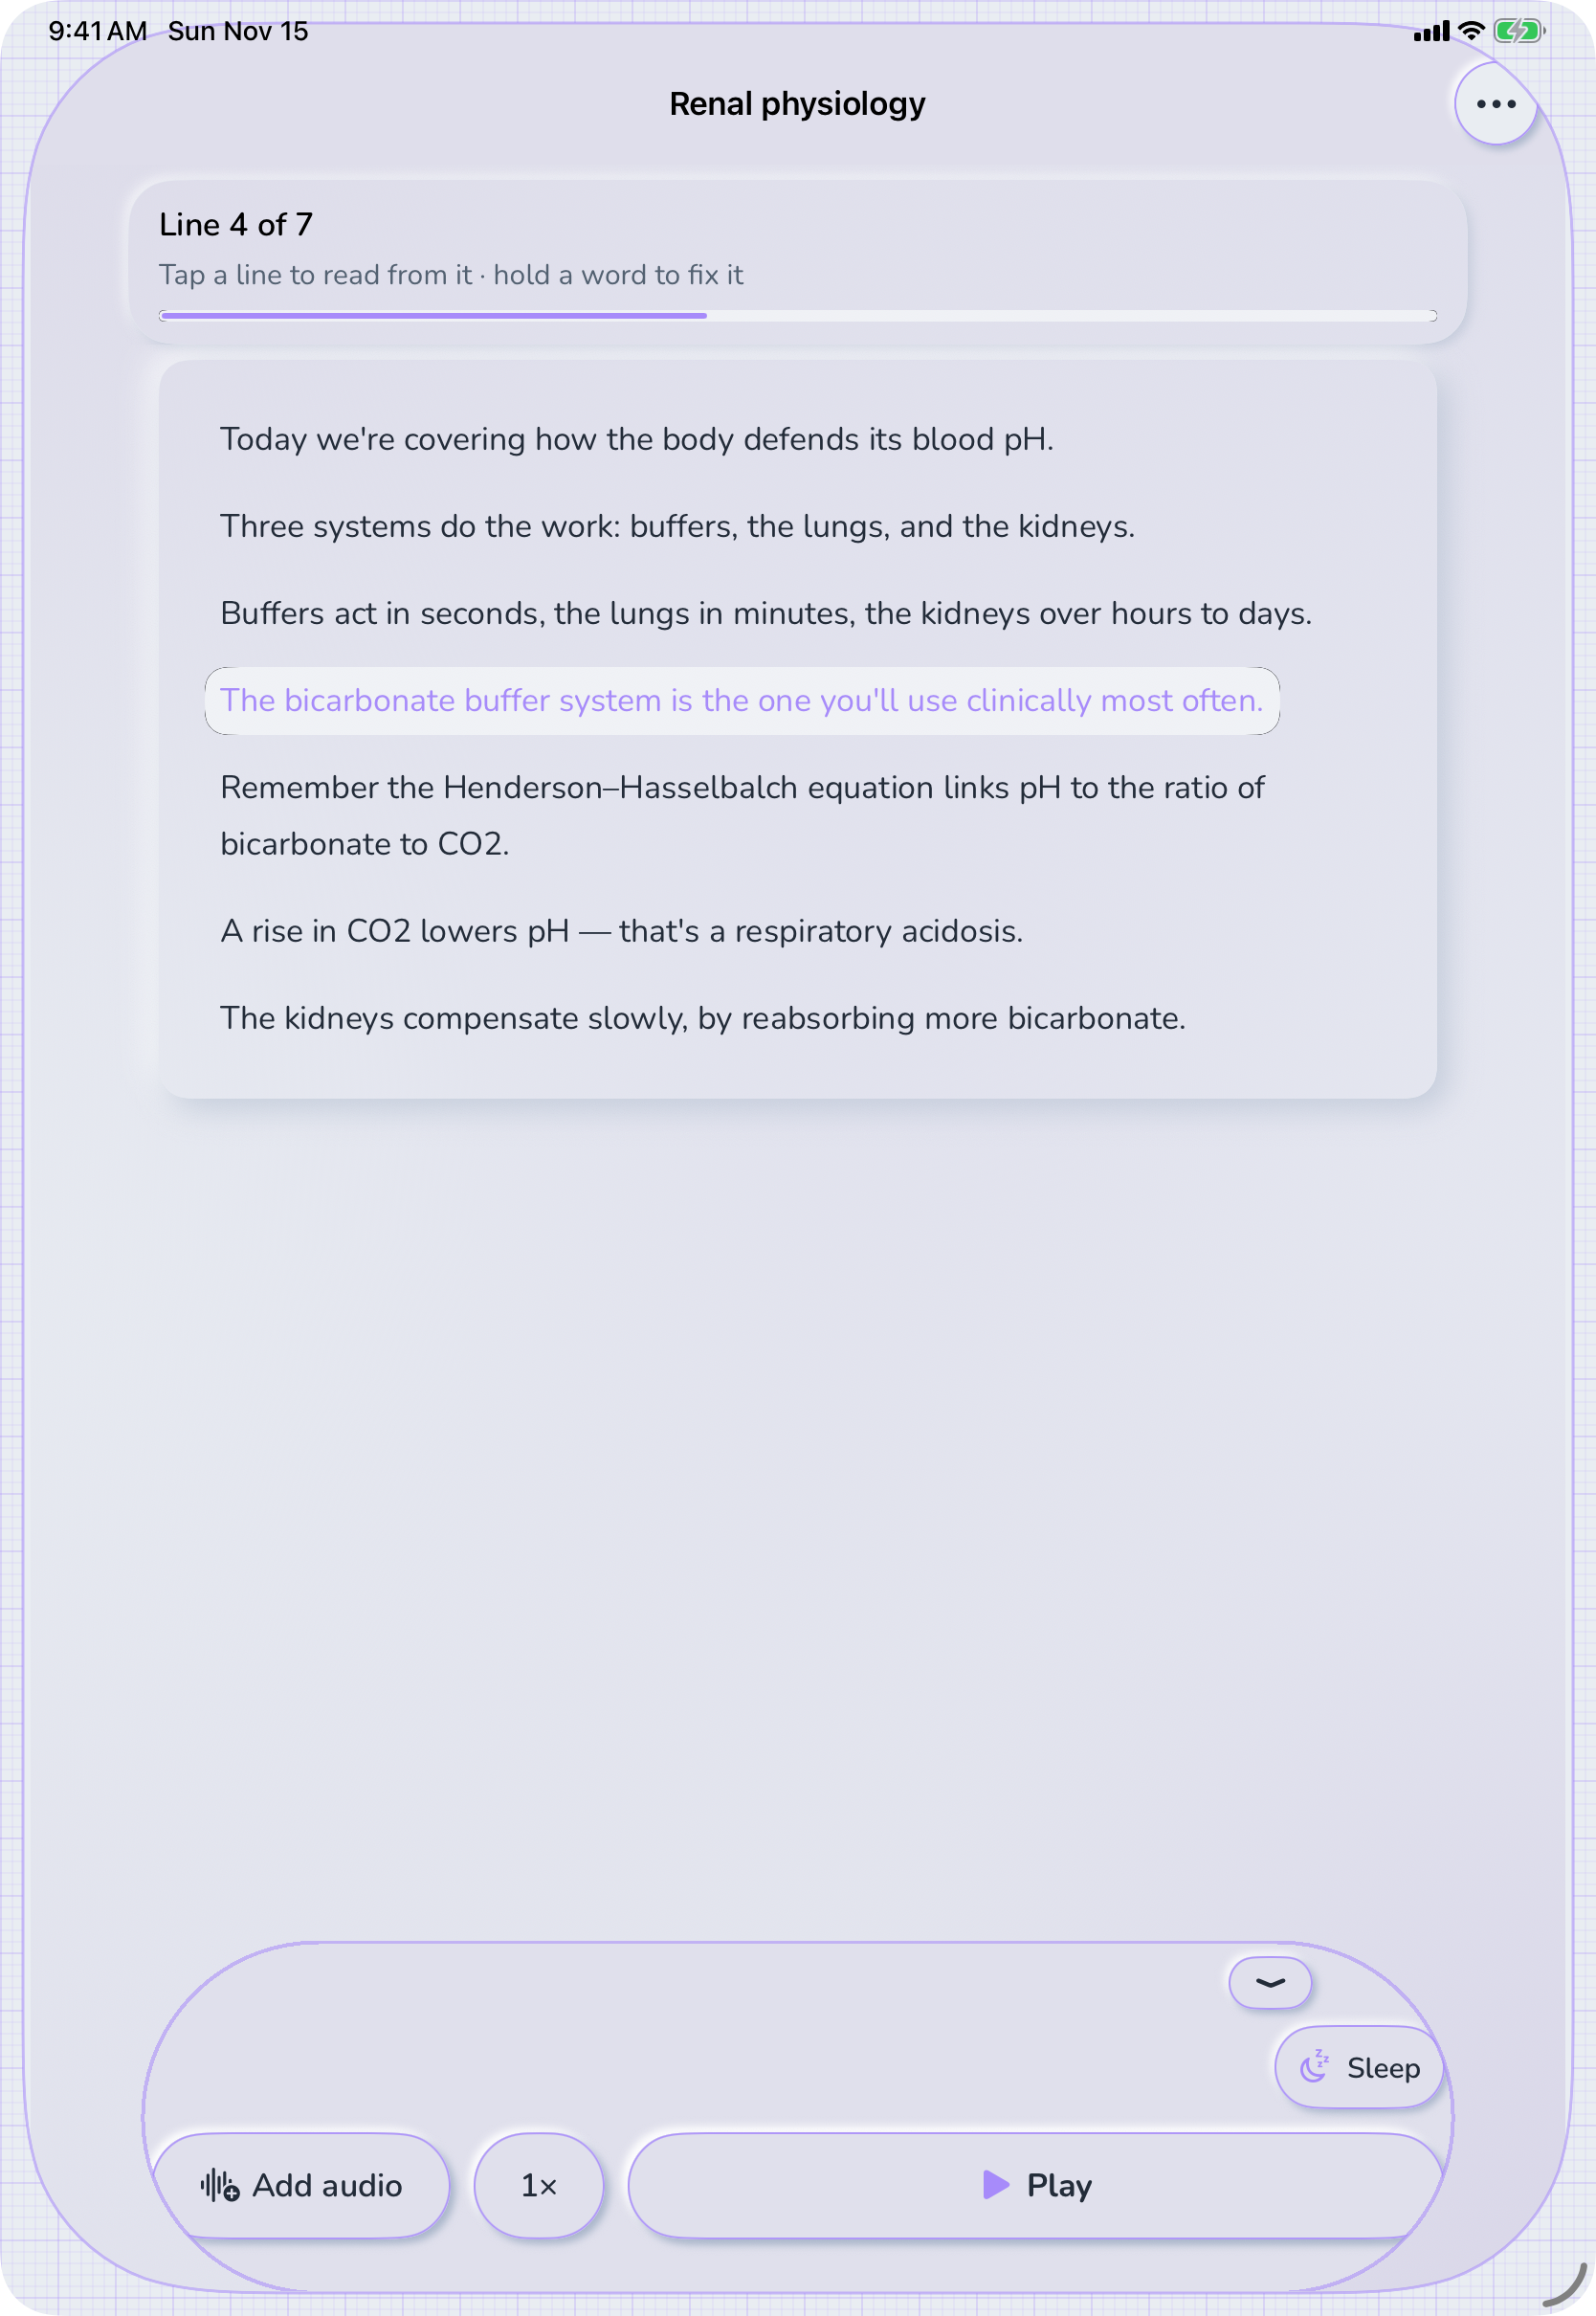 9:41 AM Sun Nov 15
Renal physiology
Line 4 of 7
Tap a line to read from it · hold a word to fix it
Today we're covering how the body defends its blood pH.
Three systems do the work: buffers, the lungs, and the kidneys.
Buffers act in seconds, the lungs in minutes, the kidneys over hours to days.
The bicarbonate buffer system is the one you'll use clinically most often.
Remember the Henderson–Hasselbalch equation links pH to the ratio of
bicarbonate to CO2.
A rise in CO2 lowers pH — that's a respiratory acidosis.
The kidneys compensate slowly, by reabsorbing more bicarbonate.
Sleep
Add audio 1× Play